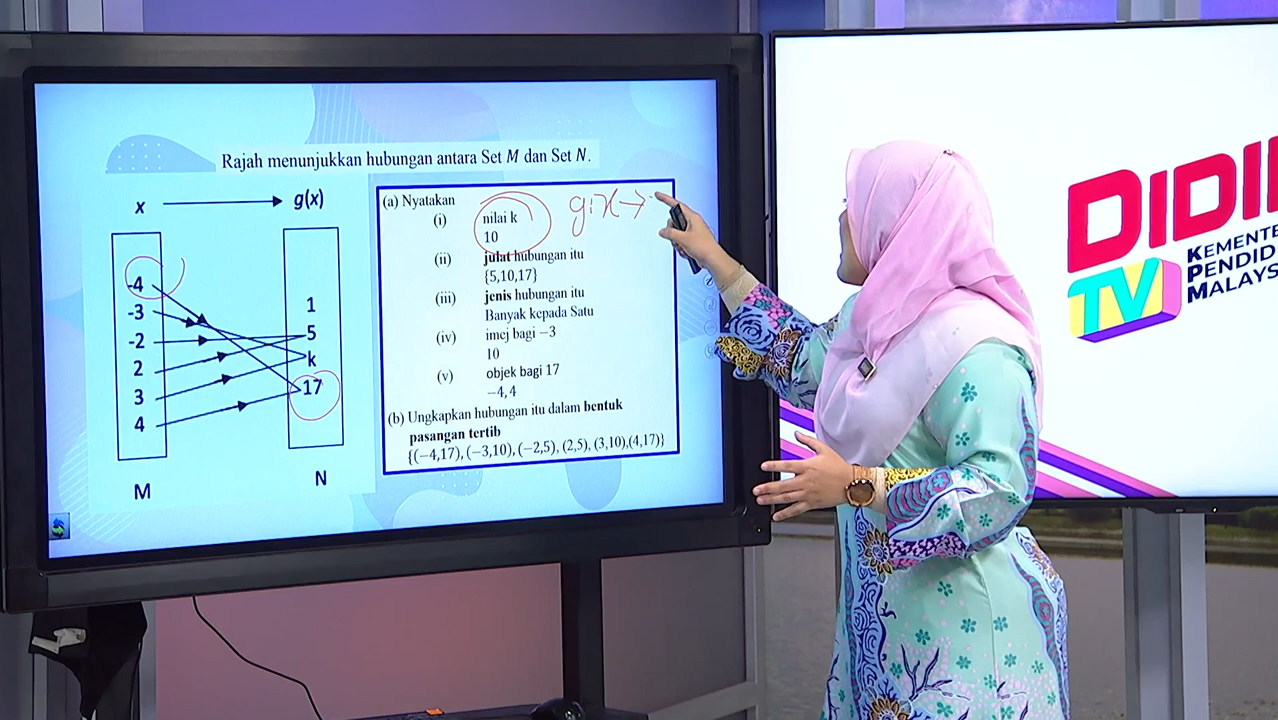 Rajah menunjukkan hubungan antara Set M dan Set N.
x → g(x)
-4
-3
-2
2
3
4
M
1
5
k
17
N
(a) Nyatakan
(i) nilai k
10
(ii) julat hubungan itu
{5,10,17}
(iii) jenis hubungan itu
Banyak kepada Satu
(iv) imej bagi −3
10
(v) objek bagi 17
−4, 4
(b) Ungkapkan hubungan itu dalam bentuk
pasangan tertib
{(−4,17), (−3,10), (−2,5), (2,5), (3,10),(4,17)}
g:x→
DIDI
TV
KEMENTE
PENDID
MALAYS